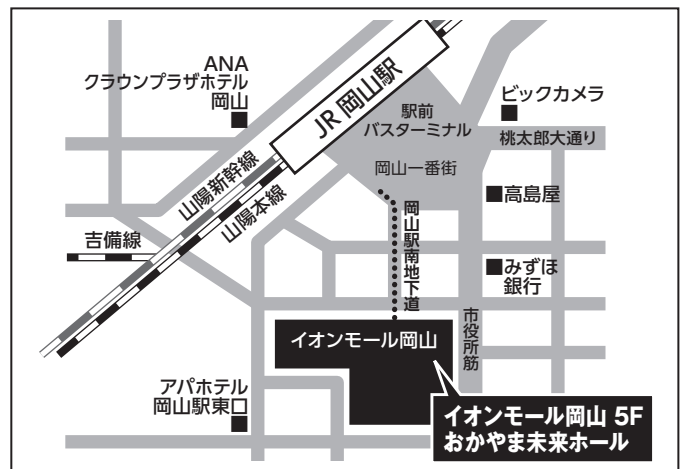 ANA
クラウンプラザホテル
岡山
JR 岡山駅
ビックカメラ
駅前
バスターミナル
桃太郎大通り
岡山一番街
山陽新幹線
山陽本線
高島屋
岡山駅南地下道
吉備線
みずほ
銀行
市役所筋
イオンモール岡山
アパホテル
岡山駅東口
イオンモール岡山 5F
おかやま未来ホール